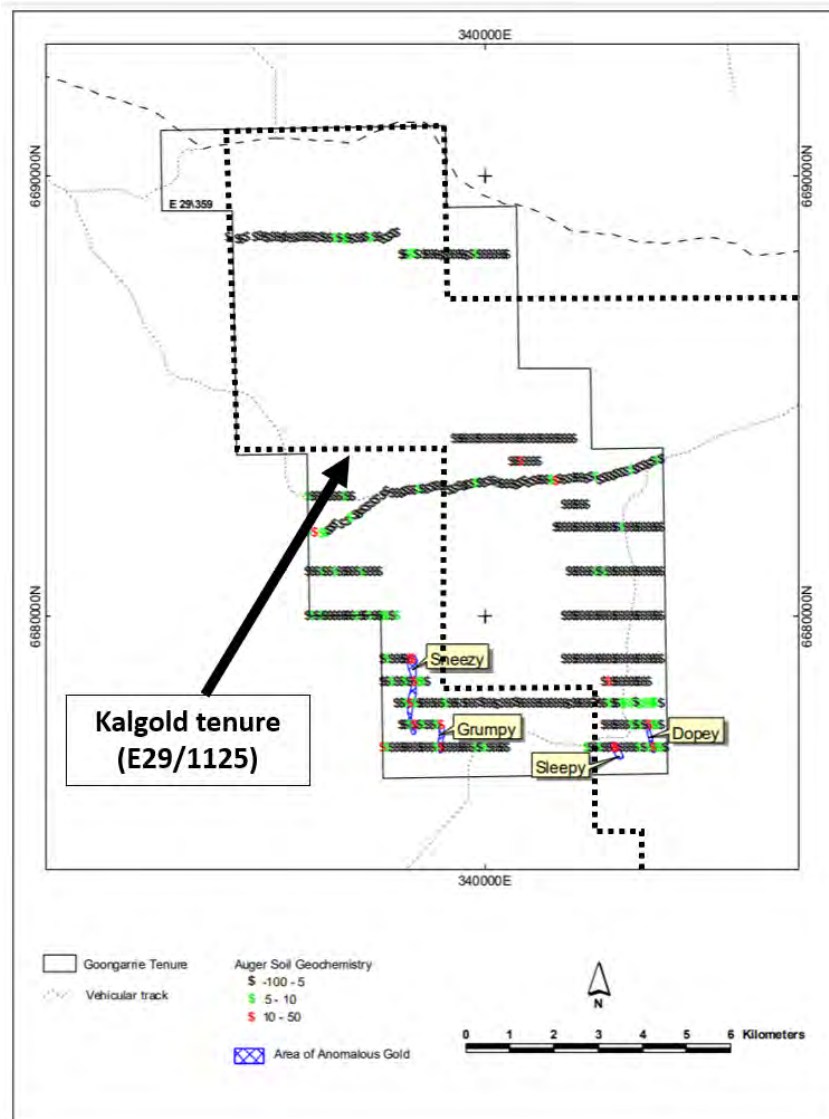 340000E
6690000N
6690000N
E 29\359
6680000N
6680000N
Sneezy
Kalgold tenure
(E29/1125)
Grumpy
Dopey
Sleepy
340000E
Goongarrie Tenure
Vehicular track
Auger Soil Geochemistry
$ -100 - 5
$ 5 - 10
$ 10 - 50
Area of Anomalous Gold
N
0 1 2 3 4 5 6 Kilometers